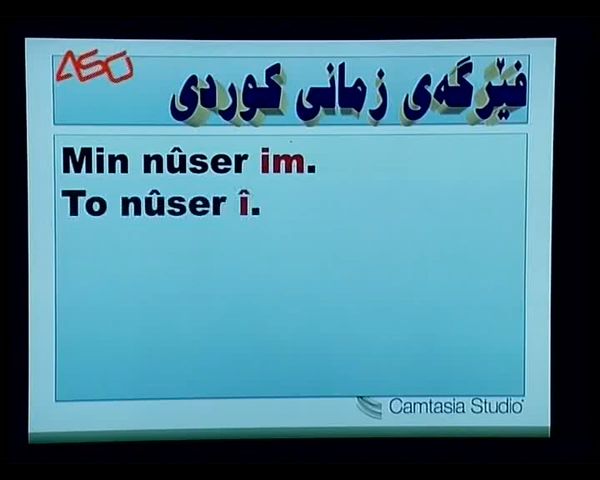 ASO
فێرگەی زمانی کوردی
Min nûser im.
To nûser î.
Camtasia Studio